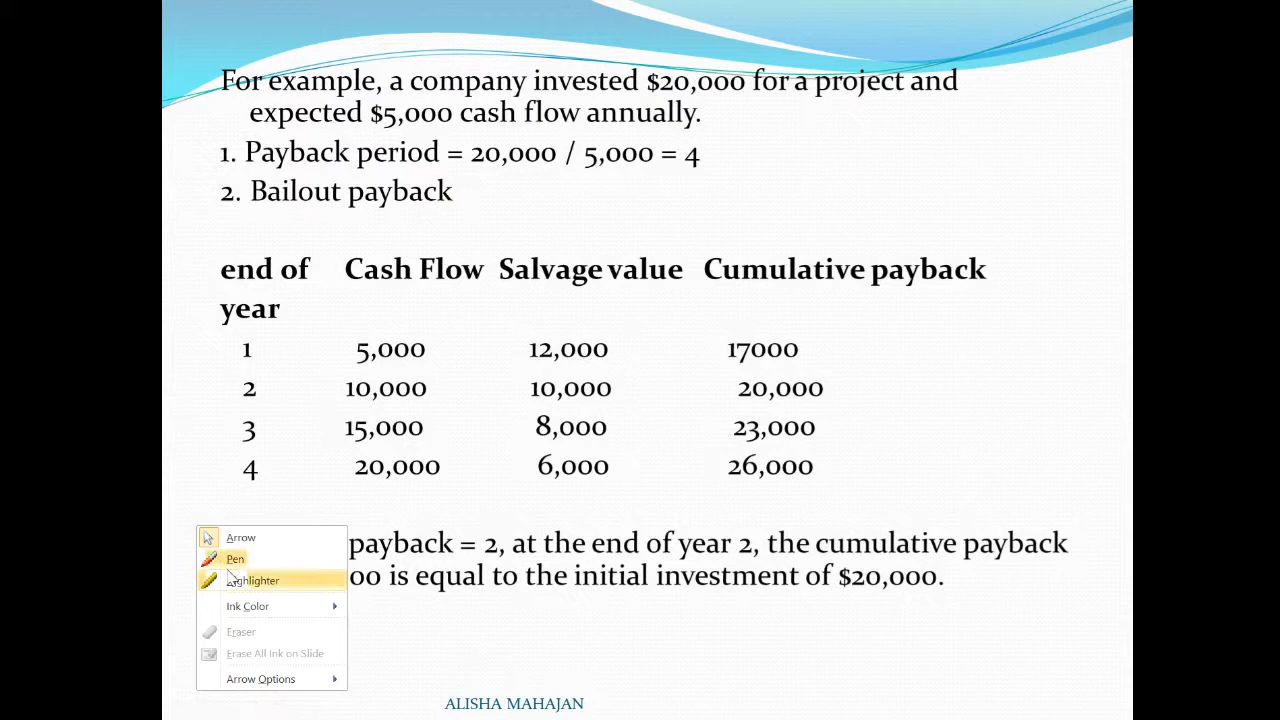 For example, a company invested $20,000 for a project and
expected $5,000 cash flow annually.
1. Payback period = 20,000 / 5,000 = 4
2. Bailout payback
end of Cash Flow Salvage value Cumulative payback
year
1 5,000 12,000 17000
2 10,000 10,000 20,000
3 15,000 8,000 23,000
4 20,000 6,000 26,000
payback = 2, at the end of year 2, the cumulative payback
00 is equal to the initial investment of $20,000.
Arrow
Pen
Ink Color
Eraser
Erase All Ink on Slide
Arrow Options
ALISHA MAHAJAN